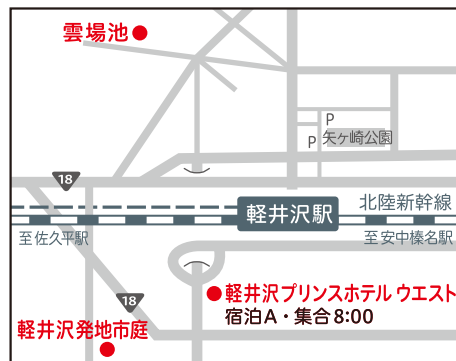 雲場池
P
P
矢ヶ崎公園
18
軽井沢駅
北陸新幹線
至佐久平駅
至安中榛名駅
18
軽井沢プリンスホテル ウエスト
宿泊A・集合8:00
軽井沢発地市庭